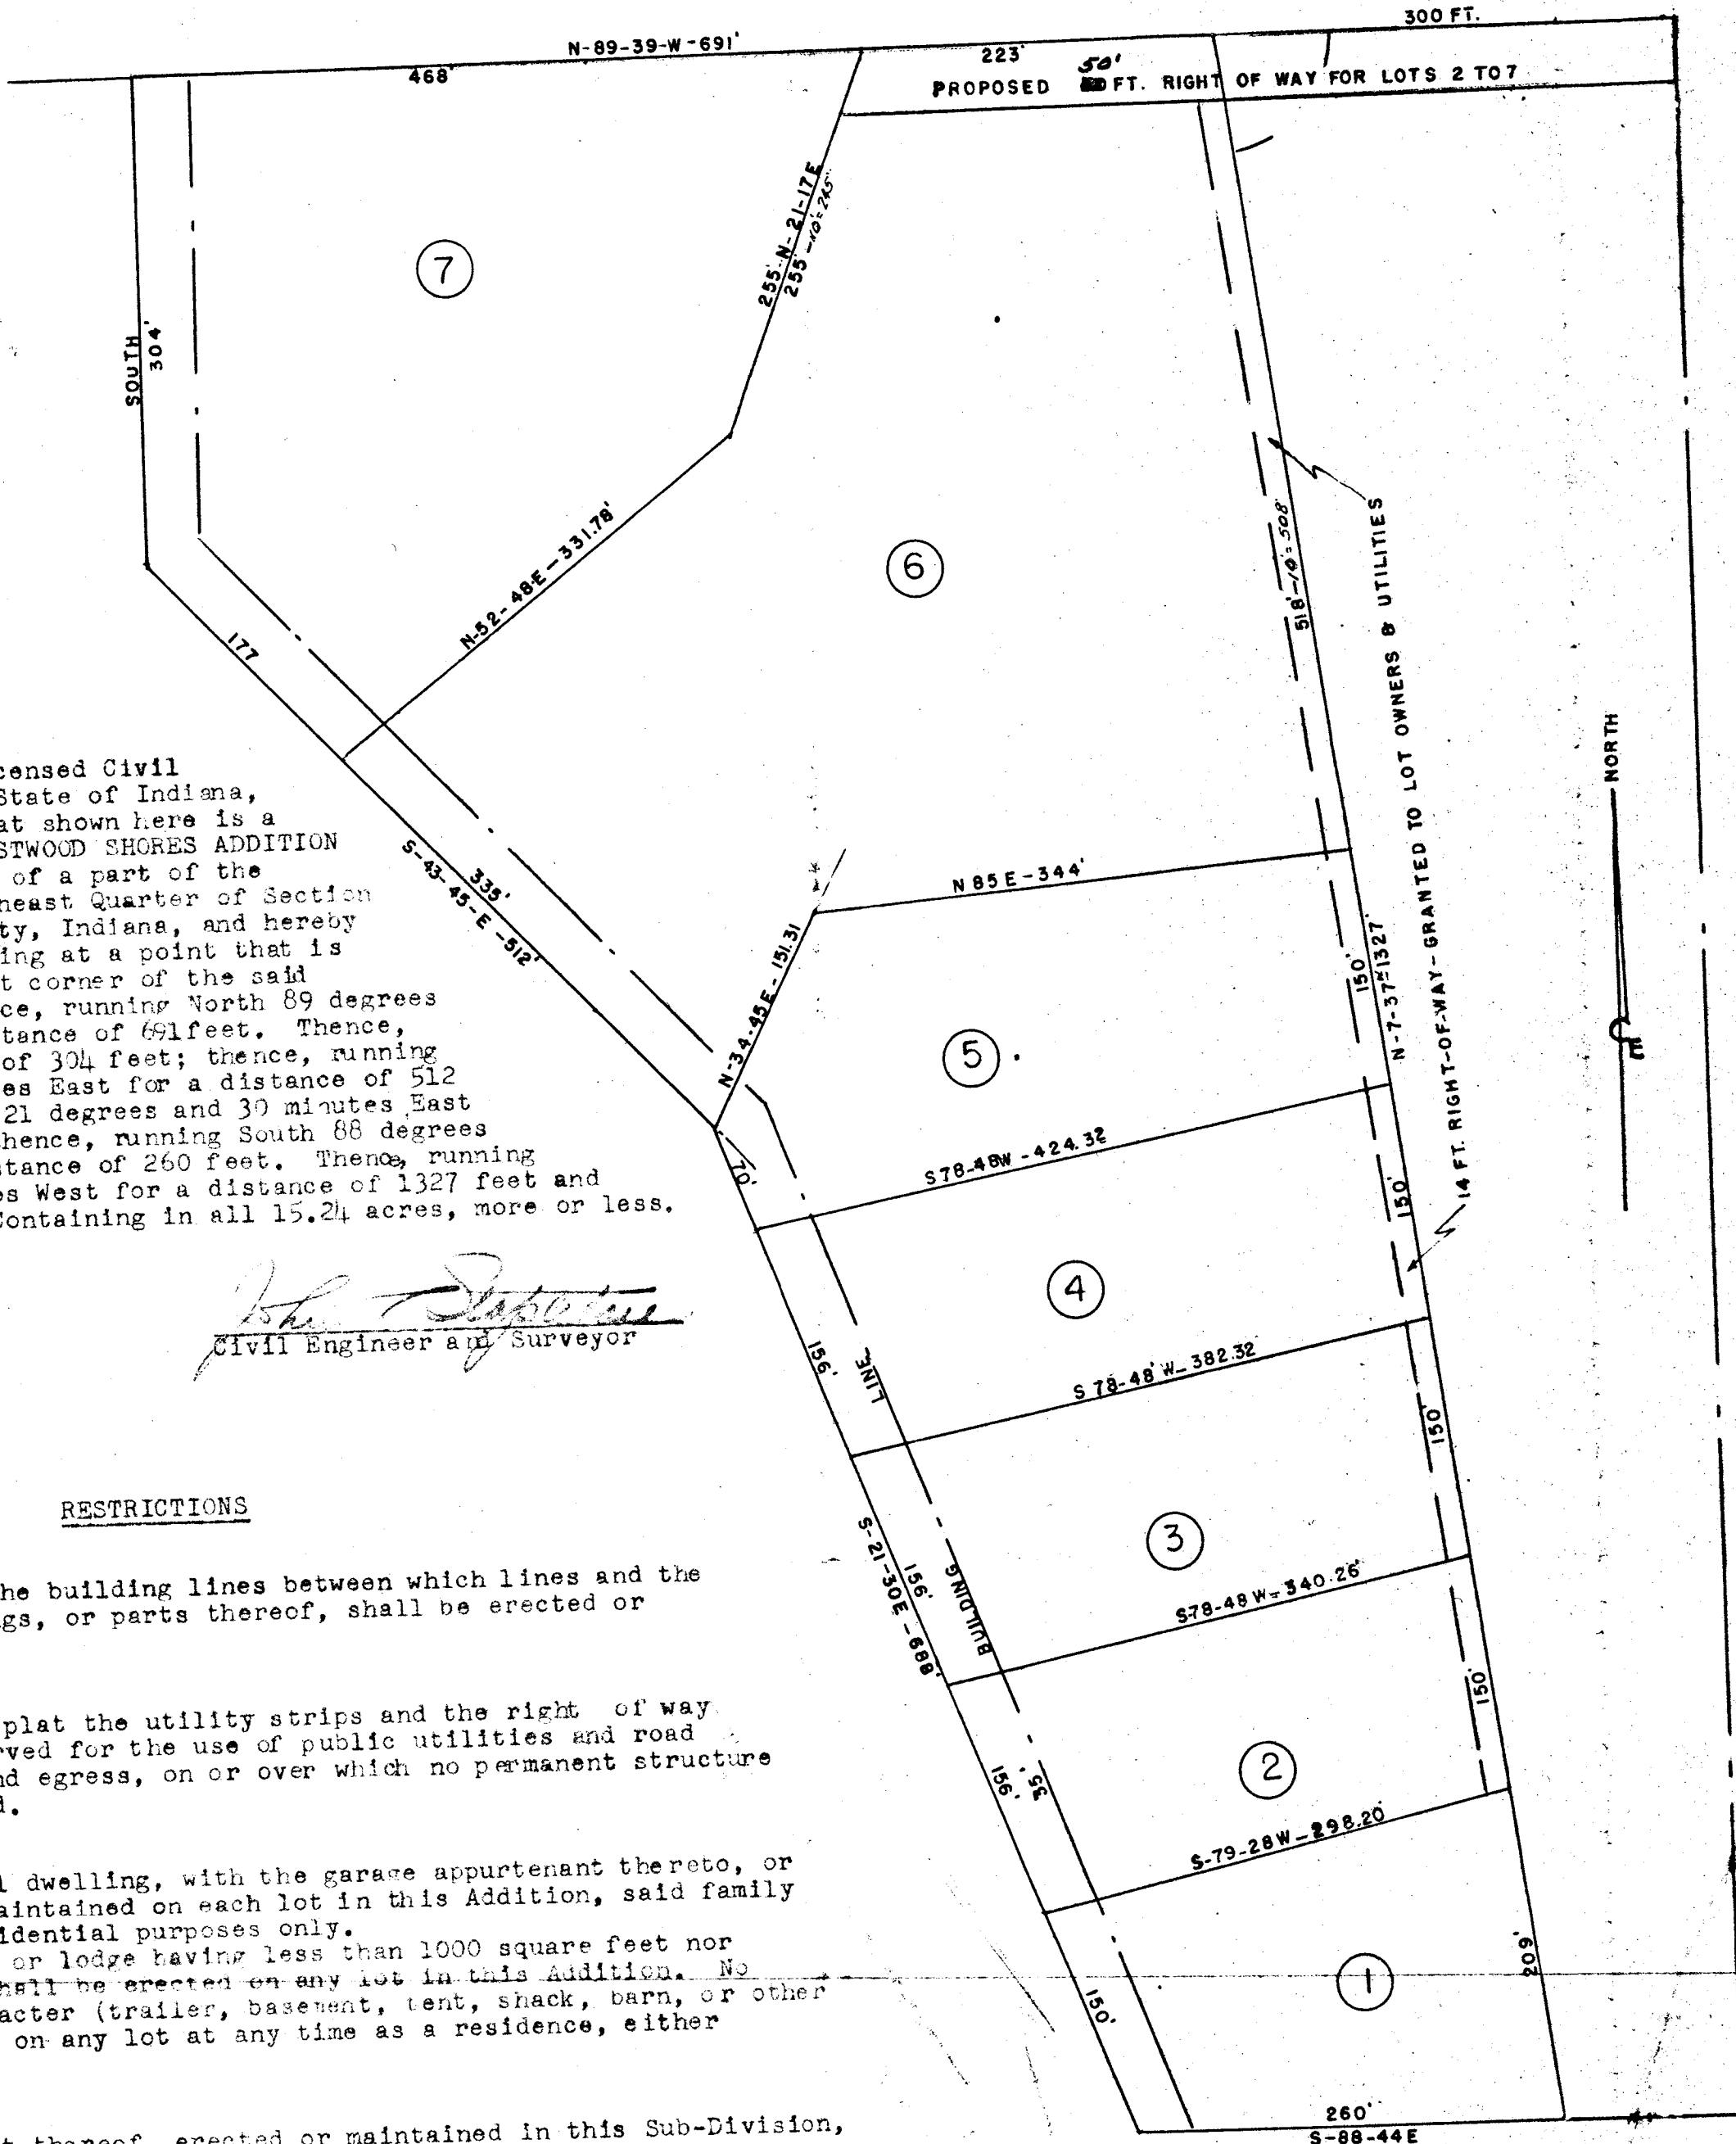 300 FT.
N-89-39-W-691'
468'
223'
50'
PROPOSED FT. RIGHT OF WAY FOR LOTS 2 TO 7
255' N-21-17E
255'-10'=245'
7
SOUTH
304'
6
N-52-48-E-331.78'
177
518'-10'=508'
14 FT. RIGHT-OF-WAY-GRANTED TO LOT OWNERS & UTILITIES
NORTH
censed Civil
State of Indiana,
at shown here is a
STWOOD SHORES ADDITION
of a part of the
heast Quarter of Section
ty, Indiana, and hereby
ing at a point that is
t corner of the said
ce, running North 89 degrees
tance of 691feet. Thence,
of 304 feet; thence, running
es East for a distance of 512
21 degrees and 30 minutes East
hence, running South 88 degrees
tance of 260 feet. Thence, running
es West for a distance of 1327 feet and
Containing in all 15.24 acres, more or less.
335'
S-43-45-E-512'
N 85 E-344'
N-34-45E-151.31
150'
N-7-37-1327'
5
70'
S78-48W-424.32
150'
4
Civil Engineer and Surveyor
156'
LINE
S 78-48' W-382.32
150'
RESTRICTIONS
3
S-21-30E-688'
156'
BUILDING
S-78-48 W-340.26'
he building lines between which lines and the
gs, or parts thereof, shall be erected or
150'
plat the utility strips and the right of way
rved for the use of public utilities and road
nd egress, on or over which no permanent structure
d.
2
156'
35'
S-79-28W-298.20'
l dwelling, with the garage appurtenant thereto, or
aintained on each lot in this Addition, said family
idential purposes only.
or lodge having less than 1000 square feet nor
hall be erected on any lot in this Addition. No
acter (trailer, basement, tent, shack, barn, or other
on any lot at any time as a residence, either
209'
1
150'
260'
S-88-44E
t thereof, erected or maintained in this Sub-Division,